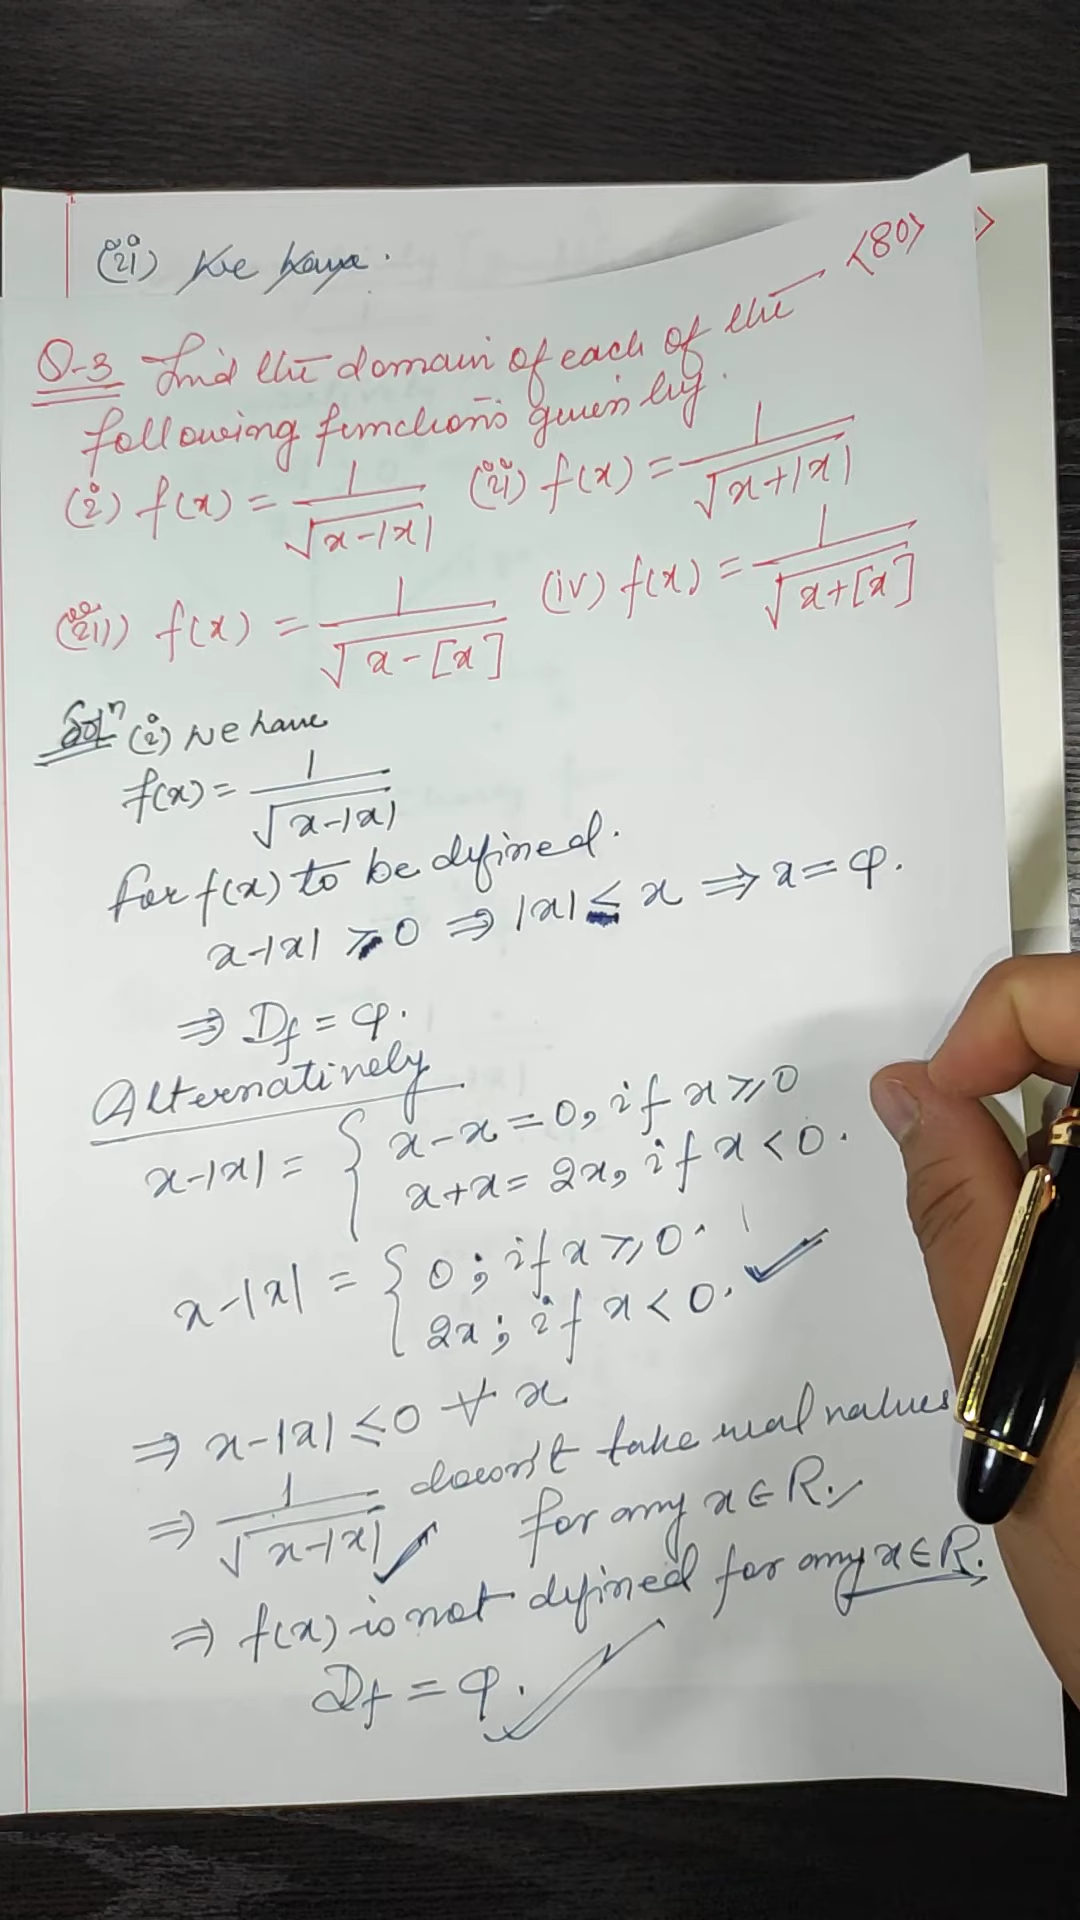 (ii) We have.
<80>
Q-3 Find the domain of each of the
following functions given by.
(i) f(x) = 1/√(x-|x|) (ii) f(x) = 1/√(x+|x|)
(iii) f(x) = 1/√(x-[x]) (iv) f(x) = 1/√(x+[x])
Solⁿ (i) We have
f(x) = 1/√(x-|x|)
for f(x) to be defined.
x-|x| > 0 ⇒ |x| < x ⇒ x = φ.
⇒ Df = φ.
Alternatively
x-|x| = { x-x = 0, if x ≥ 0
x+x = 2x, if x < 0.
x-|x| = { 0 ; if x ≥ 0.
2x ; if x < 0.
⇒ x-|x| ≤ 0 ∀ x
⇒ 1/√(x-|x|) doesn't take real values
for any x ∈ R.
⇒ f(x) is not defined for any x ∈ R.
Df = φ.